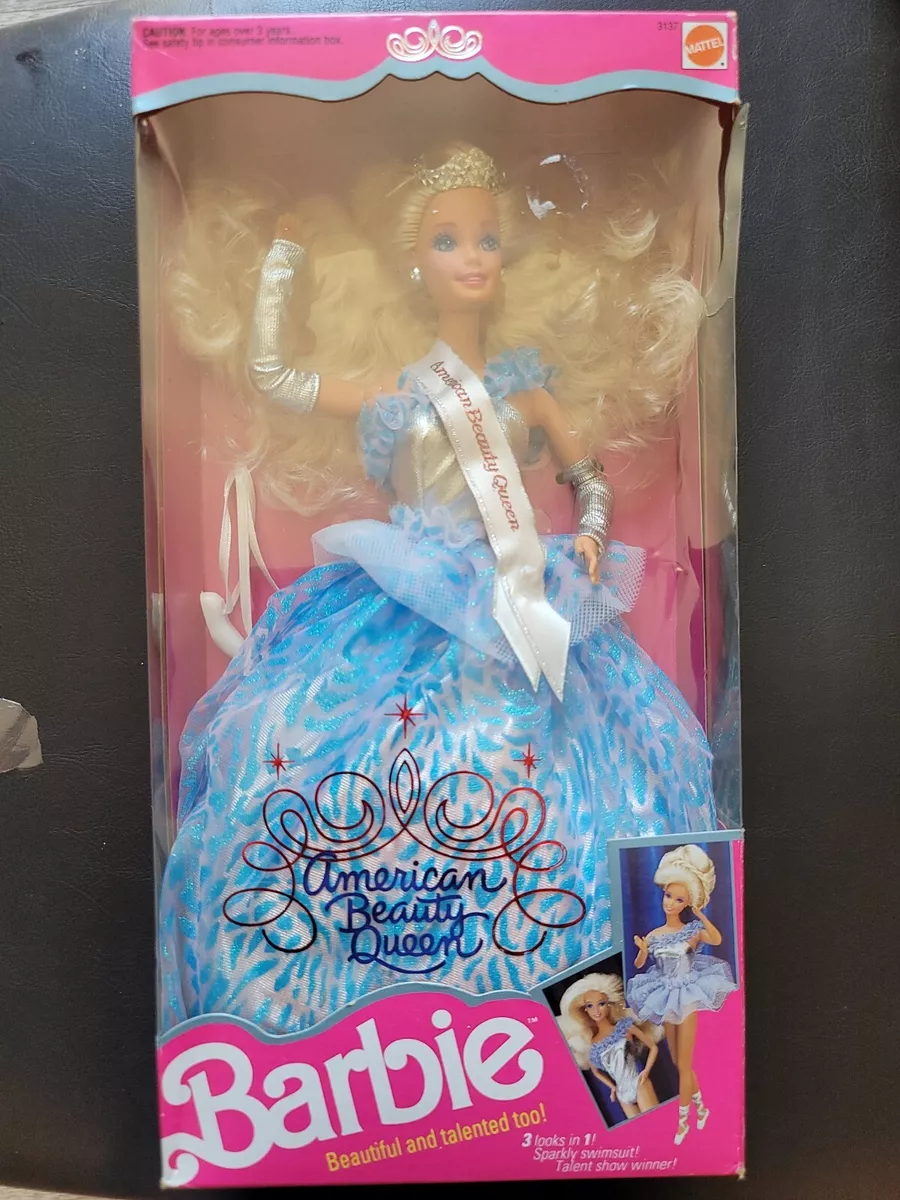 CAUTION: For ages over 3 years.
See safety tip in consumer information box.
3137
MATTEL
American Beauty Queen
American
Beauty
Queen
Barbie™
Beautiful and talented too!
3 looks in 1!
Sparkly swimsuit!
Talent show winner!